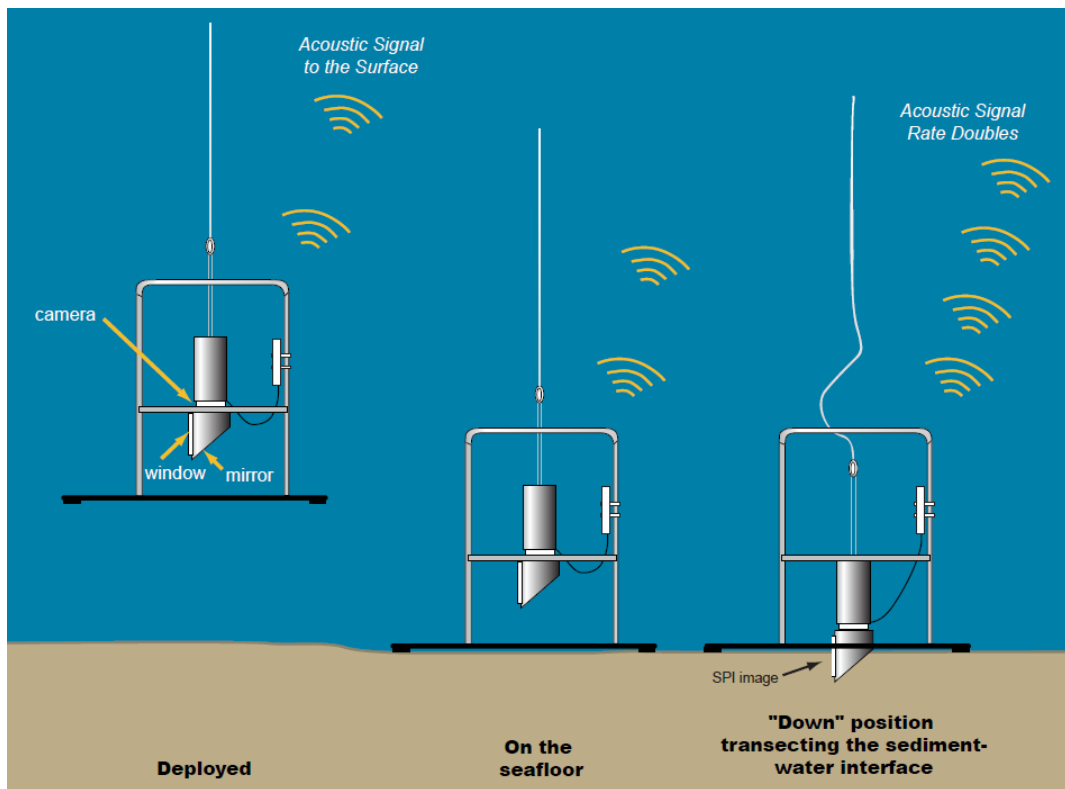 Acoustic Signal
to the Surface
Acoustic Signal
Rate Doubles
camera
window
mirror
SPI image
Deployed
On the
seafloor
"Down" position
transecting the sediment-
water interface